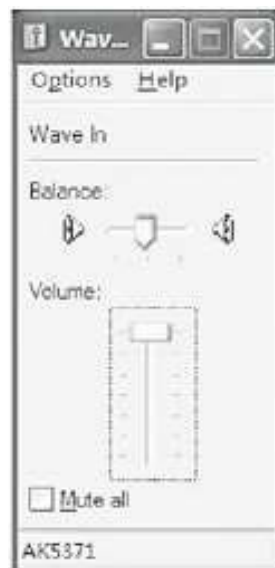 Wav...
Options Help
Wave In
Balance:
Volume:
Mute all
AK5371